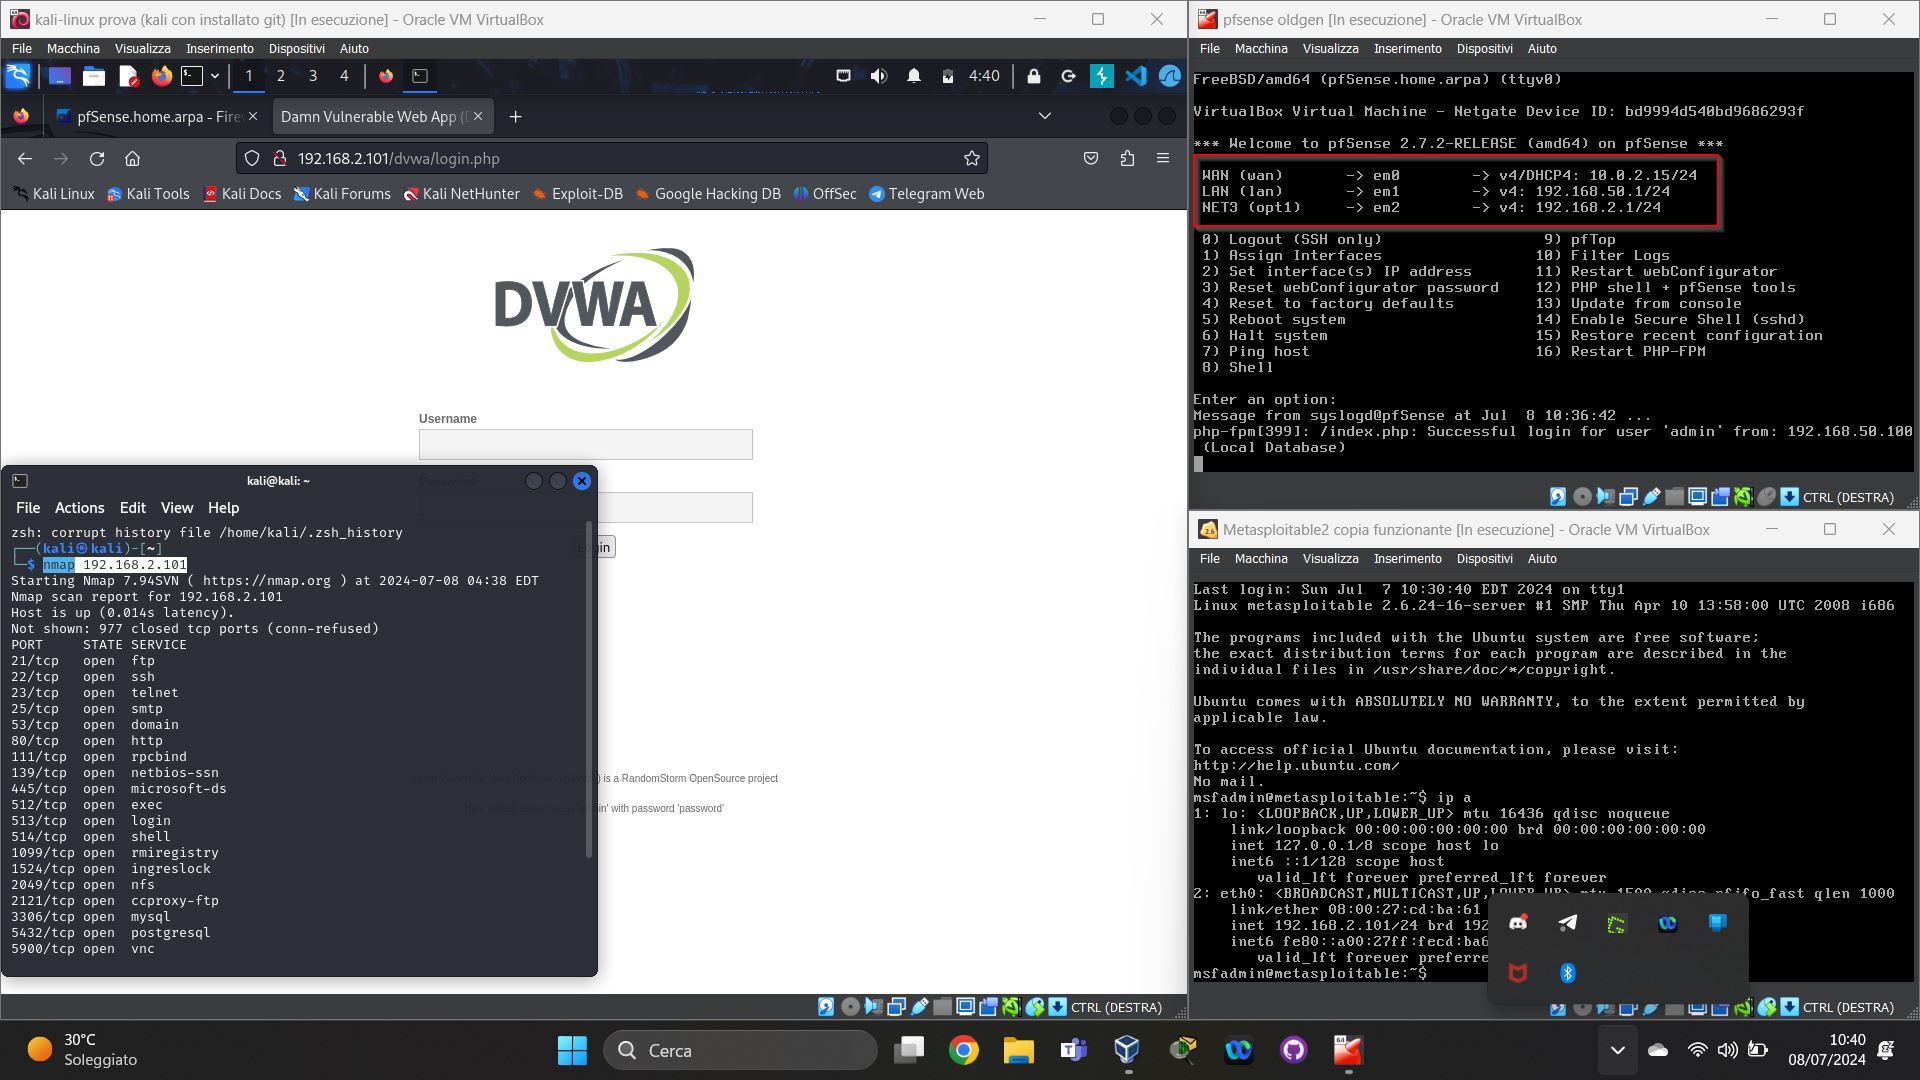 kali-linux prova (kali con installato git) [In esecuzione] - Oracle VM VirtualBox
File Macchina Visualizza Inserimento Dispositivi Aiuto
1 2 3 4 4:40
pfSense.home.arpa - Fire Damn Vulnerable Web App (D
192.168.2.101/dvwa/login.php
Kali Linux Kali Tools Kali Docs Kali Forums Kali NetHunter Exploit-DB Google Hacking DB OffSec Telegram Web
DVWA
Username
Password
Login
Damn Vulnerable Web Application (DVWA) is a RandomStorm OpenSource project
' with password 'password'
kali@kali: ~
File Actions Edit View Help
zsh: corrupt history file /home/kali/.zsh_history
(kali㉿kali)-[~]
$ nmap 192.168.2.101
Starting Nmap 7.94SVN ( https://nmap.org ) at 2024-07-08 04:38 EDT
Nmap scan report for 192.168.2.101
Host is up (0.014s latency).
Not shown: 977 closed tcp ports (conn-refused)
PORT STATE SERVICE
21/tcp open ftp
22/tcp open ssh
23/tcp open telnet
25/tcp open smtp
53/tcp open domain
80/tcp open http
111/tcp open rpcbind
139/tcp open netbios-ssn
445/tcp open microsoft-ds
512/tcp open exec
513/tcp open login
514/tcp open shell
1099/tcp open rmiregistry
1524/tcp open ingreslock
2049/tcp open nfs
2121/tcp open ccproxy-ftp
3306/tcp open mysql
5432/tcp open postgresql
5900/tcp open vnc
CTRL (DESTRA)
pfsense oldgen [In esecuzione] - Oracle VM VirtualBox
File Macchina Visualizza Inserimento Dispositivi Aiuto
FreeBSD/amd64 (pfSense.home.arpa) (ttyv0)
VirtualBox Virtual Machine - Netgate Device ID: bd9994d540bd9686293f
*** Welcome to pfSense 2.7.2-RELEASE (amd64) on pfSense ***
WAN (wan) -> em0 -> v4/DHCP4: 10.0.2.15/24
LAN (lan) -> em1 -> v4: 192.168.50.1/24
NET3 (opt1) -> em2 -> v4: 192.168.2.1/24
0) Logout (SSH only) 9) pfTop
1) Assign Interfaces 10) Filter Logs
2) Set interface(s) IP address 11) Restart webConfigurator
3) Reset webConfigurator password 12) PHP shell + pfSense tools
4) Reset to factory defaults 13) Update from console
5) Reboot system 14) Enable Secure Shell (sshd)
6) Halt system 15) Restore recent configuration
7) Ping host 16) Restart PHP-FPM
8) Shell
Enter an option:
Message from syslogd@pfSense at Jul 8 10:36:42 ...
php-fpm[399]: /index.php: Successful login for user 'admin' from: 192.168.50.100
(Local Database)
CTRL (DESTRA)
Metasploitable2 copia funzionante [In esecuzione] - Oracle VM VirtualBox
File Macchina Visualizza Inserimento Dispositivi Aiuto
Last login: Sun Jul 7 10:30:40 EDT 2024 on tty1
Linux metasploitable 2.6.24-16-server #1 SMP Thu Apr 10 13:58:00 UTC 2008 i686
The programs included with the Ubuntu system are free software;
the exact distribution terms for each program are described in the
individual files in /usr/share/doc/*/copyright.
Ubuntu comes with ABSOLUTELY NO WARRANTY, to the extent permitted by
applicable law.
To access official Ubuntu documentation, please visit:
http://help.ubuntu.com/
No mail.
msfadmin@metasploitable:~$ ip a
1: lo: <LOOPBACK,UP,LOWER_UP> mtu 16436 qdisc noqueue
link/loopback 00:00:00:00:00:00 brd 00:00:00:00:00:00
inet 127.0.0.1/8 scope host lo
inet6 ::1/128 scope host
valid_lft forever preferred_lft forever
2: eth0: <BROADCAST,MULTICAST,UP,LOWER_UP> mtu 1500 qdisc pfifo_fast qlen 1000
link/ether 08:00:27:cd:ba:61
inet 192.168.2.101/24 brd 192
inet6 fe80::a00:27ff:fecd:ba6
valid_lft forever preferre
msfadmin@metasploitable:~$
CTRL (DESTRA)
30°C
Soleggiato
Cerca
10:40
08/07/2024